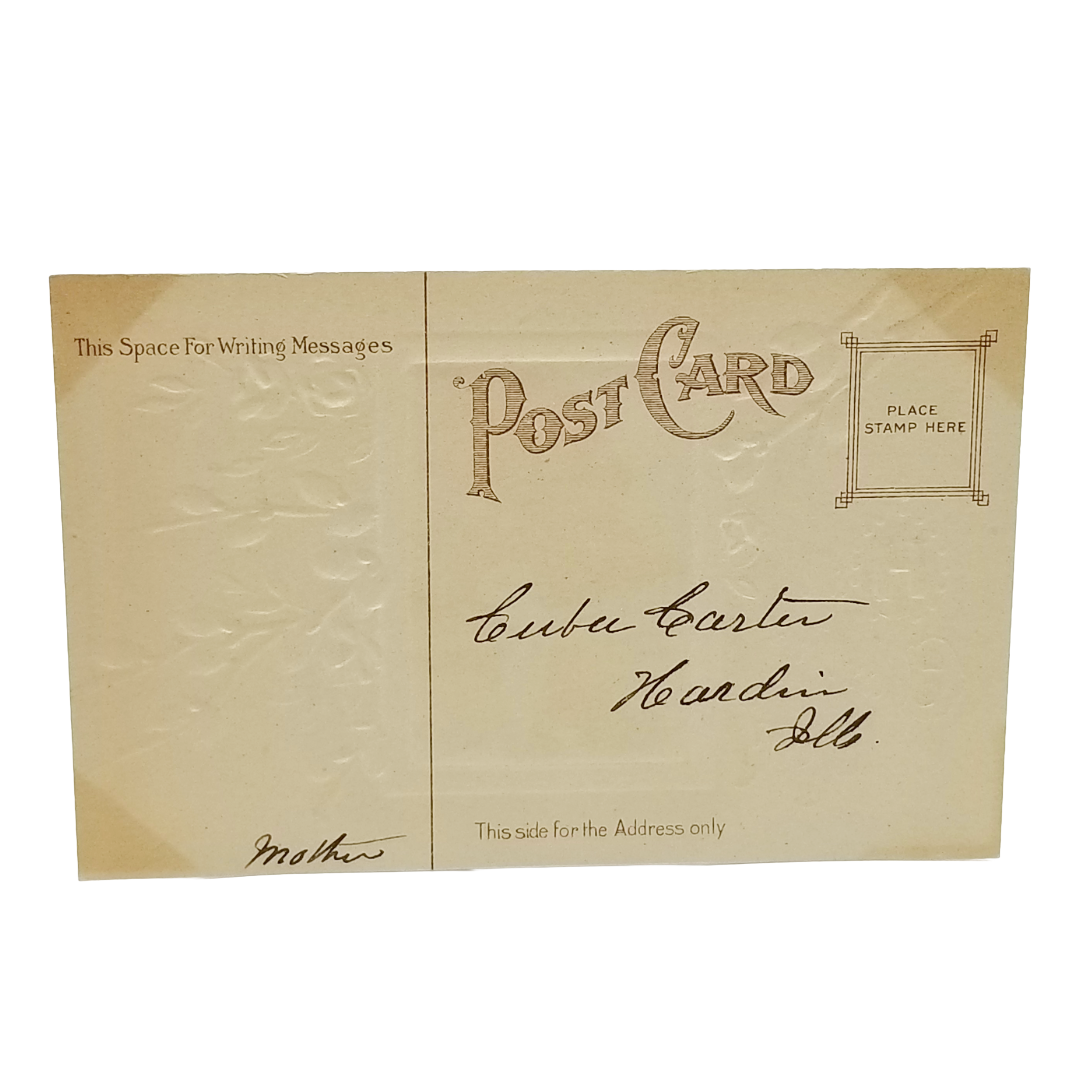 This Space For Writing Messages
POST CARD
PLACE
STAMP HERE
Cuba Carter
Hardin
Ills.
This side for the Address only
Mother